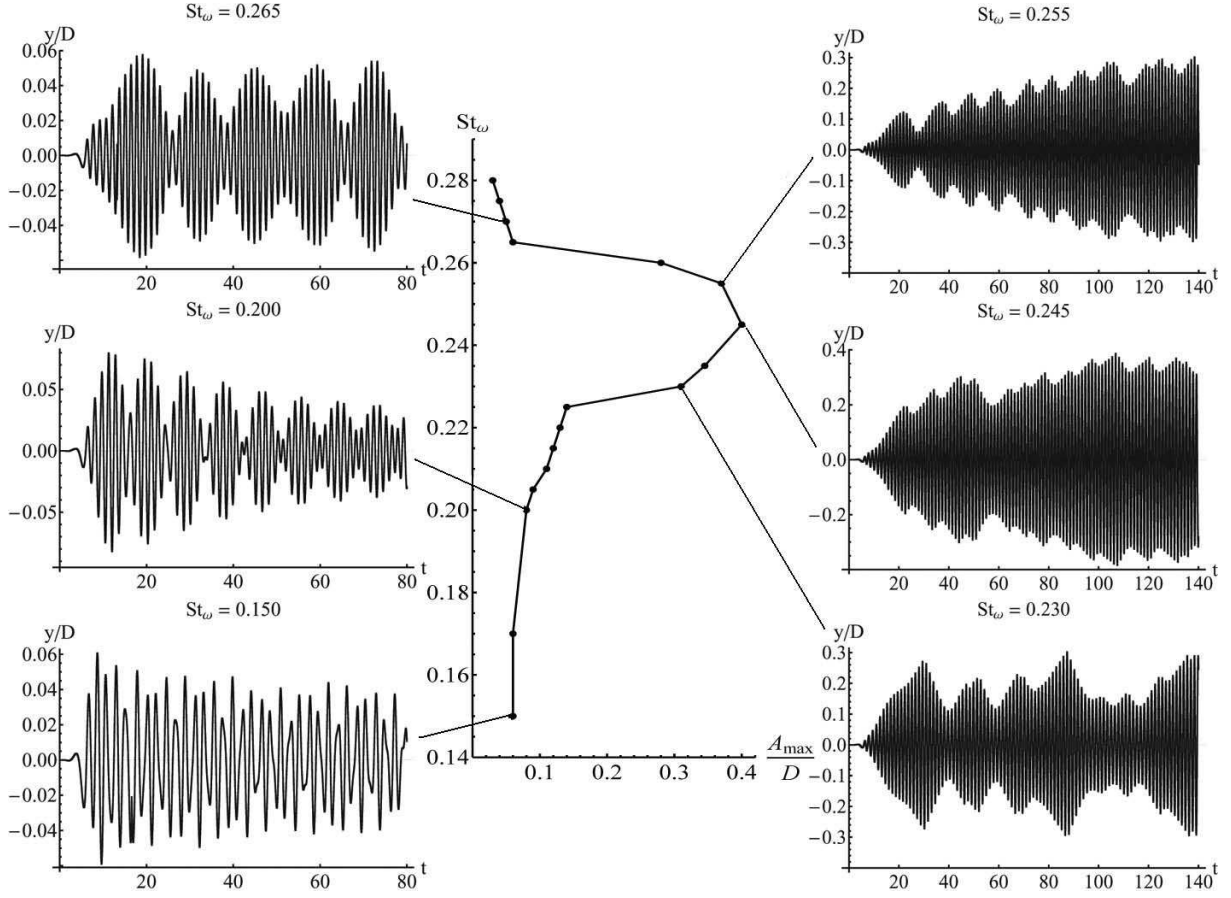 St_ω = 0.265
y/D
0.06
0.04
0.02
0.00
−0.02
−0.04
20 40 60 80 t
St_ω = 0.200
y/D
0.05
0.00
−0.05
20 40 60 80 t
St_ω = 0.150
y/D
0.06
0.04
0.02
0.00
−0.02
−0.04
20 40 60 80 t
St_ω
0.28
0.26
0.24
0.22
0.20
0.18
0.16
0.14
0.1 0.2 0.3 0.4
A_max
D
St_ω = 0.255
y/D
0.3
0.2
0.1
0.0
−0.1
−0.2
−0.3
20 40 60 80 100 120 140 t
St_ω = 0.245
y/D
0.4
0.2
0.0
−0.2
20 40 60 80 100 120 140 t
St_ω = 0.230
y/D
0.3
0.2
0.1
0.0
−0.1
−0.2
−0.3
20 40 60 80 100 120 140 t